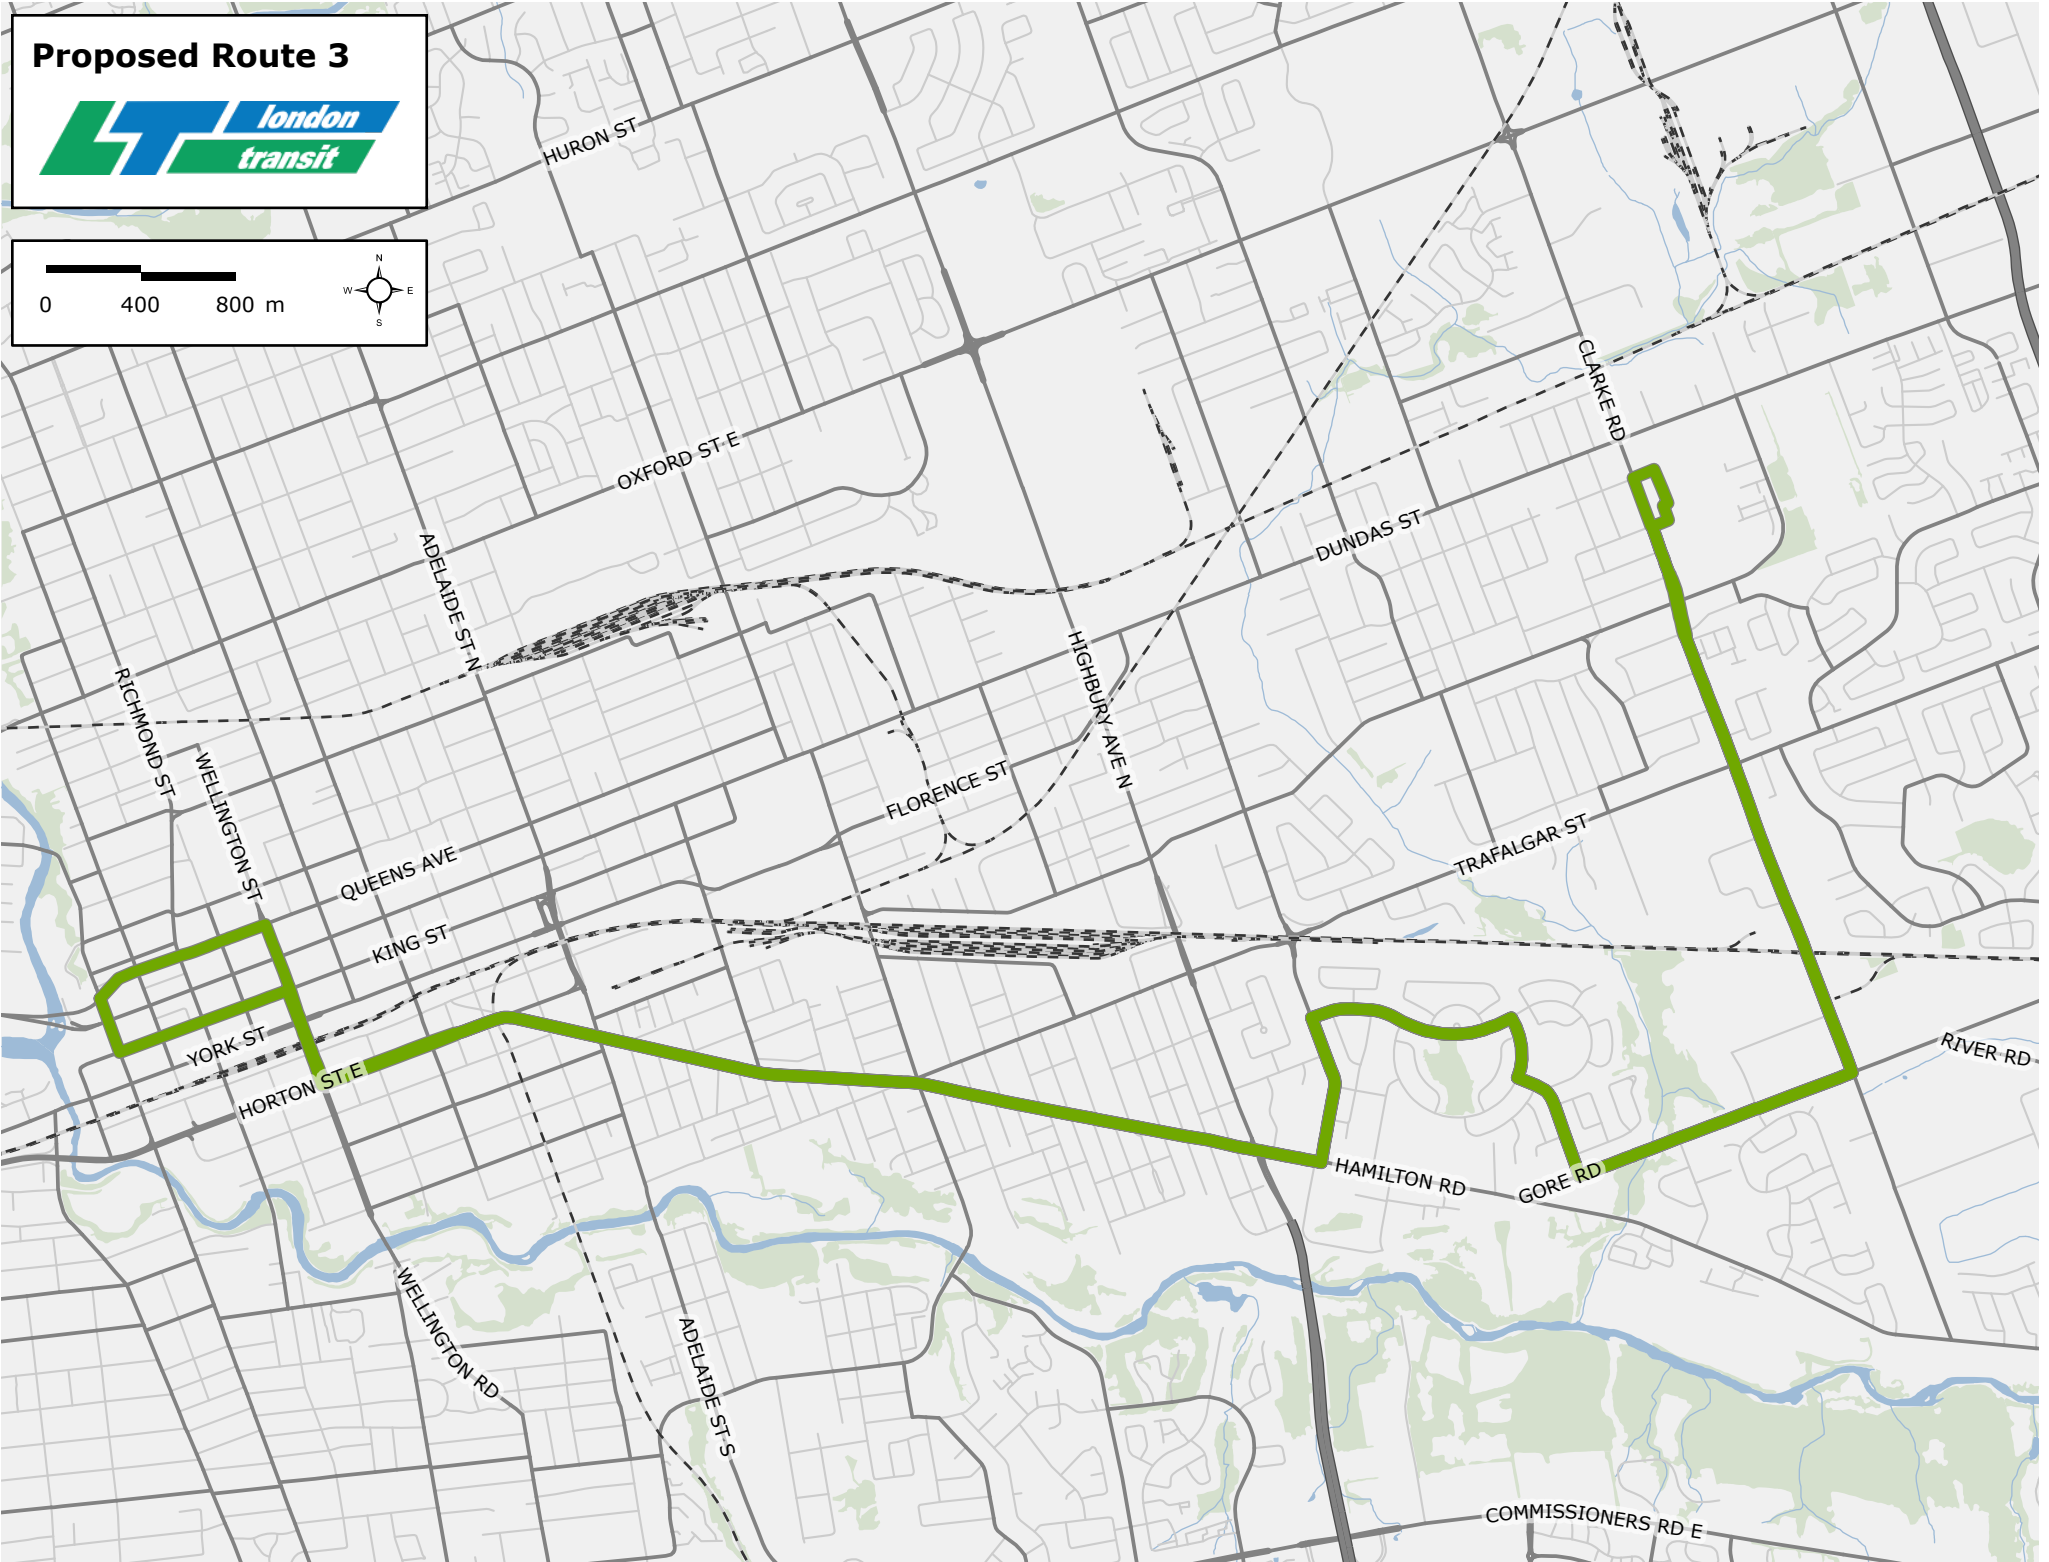 Proposed Route 3
london
transit
0 400 800 m
N
W E
S
HURON ST
OXFORD ST E
CLARKE RD
DUNDAS ST
ADELAIDE ST N
HIGHBURY AVE N
RICHMOND ST
WELLINGTON ST
FLORENCE ST
TRAFALGAR ST
QUEENS AVE
KING ST
YORK ST
HORTON ST E
RIVER RD
HAMILTON RD
GORE RD
WELLINGTON RD
ADELAIDE ST S
COMMISSIONERS RD E